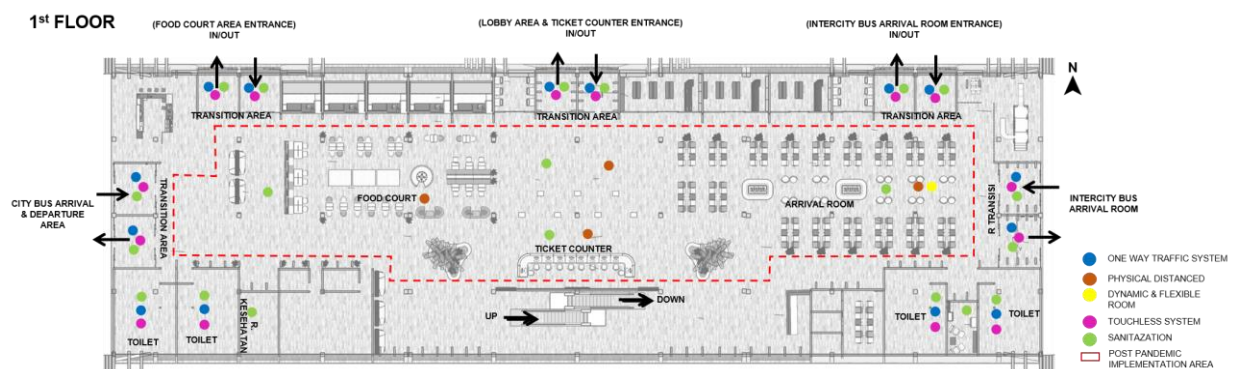 1st FLOOR
(FOOD COURT AREA ENTRANCE)
IN/OUT
(LOBBY AREA & TICKET COUNTER ENTRANCE)
IN/OUT
(INTERCITY BUS ARRIVAL ROOM ENTRANCE)
IN/OUT
N
TRANSITION AREA
TRANSITION AREA
TRANSITION AREA
CITY BUS ARRIVAL
& DEPARTURE
AREA
TRANSITION AREA
FOOD COURT
ARRIVAL ROOM
R TRANSISI
INTERCITY BUS
ARRIVAL ROOM
TICKET COUNTER
DOWN
UP
TOILET
TOILET
R.
KESEHATAN
TOILET
TOILET
ONE WAY TRAFFIC SYSTEM
PHYSICAL DISTANCED
DYNAMIC & FLEXIBLE
ROOM
TOUCHLESS SYSTEM
SANITAZATION
POST PANDEMIC
IMPLEMENTATION AREA